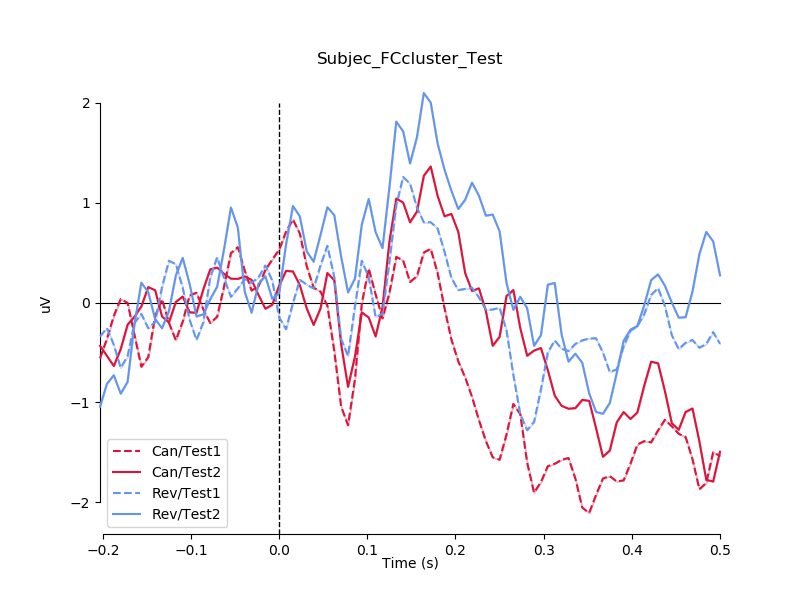 Subjec_FCcluster_Test
uV
2
1
0
−1
−2
Can/Test1
Can/Test2
Rev/Test1
Rev/Test2
−0.2 −0.1 0.0 0.1 0.2 0.3 0.4 0.5
Time (s)